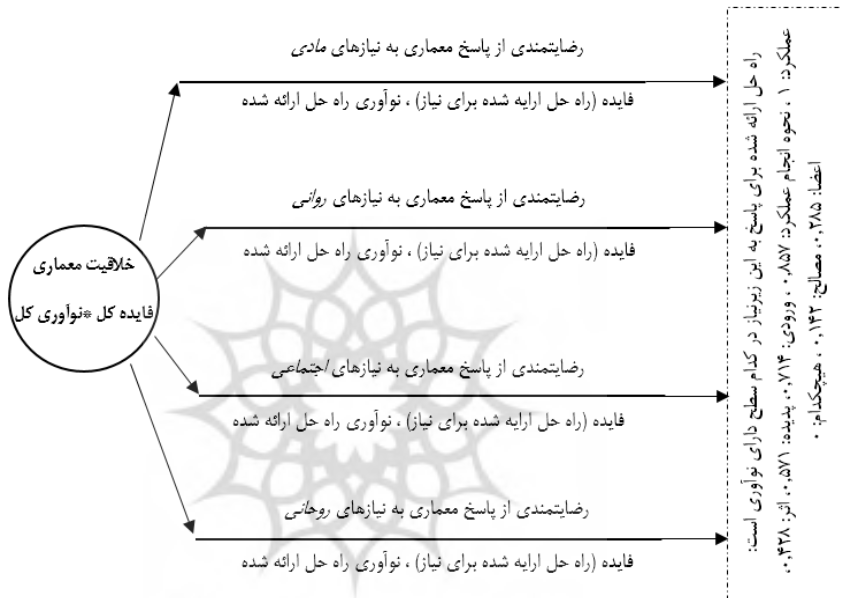 رضایتمندی از پاسخ معماری به نیازهای مادی
فایده (راه حل ارایه شده برای نیاز) ، نوآوری راه حل ارائه شده
رضایتمندی از پاسخ معماری به نیازهای روانی
فایده (راه حل ارایه شده برای نیاز) ، نوآوری راه حل ارائه شده
خلاقیت معماری
فایده کل *نوآوری کل
رضایتمندی از پاسخ معماری به نیازهای اجتماعی
فایده (راه حل ارایه شده برای نیاز) ، نوآوری راه حل ارائه شده
رضایتمندی از پاسخ معماری به نیازهای روحانی
فایده (راه حل ارایه شده برای نیاز) ، نوآوری راه حل ارائه شده
راه حل ارائه شده برای پاسخ به این زیرنیاز در کدام سطح دارای نوآوری است:
عملکرد: ۱ ، نحوه انجام عملکرد: ۰,۸۵۷ ، ورودی: ۰,۷۱۴، پدیده: ۰,۵۷۱، اثر: ۰,۴۲۸،
اعضا: ۰,۲۸۵، مصالح: ۰,۱۴۲ ، هیچکدام: ۰